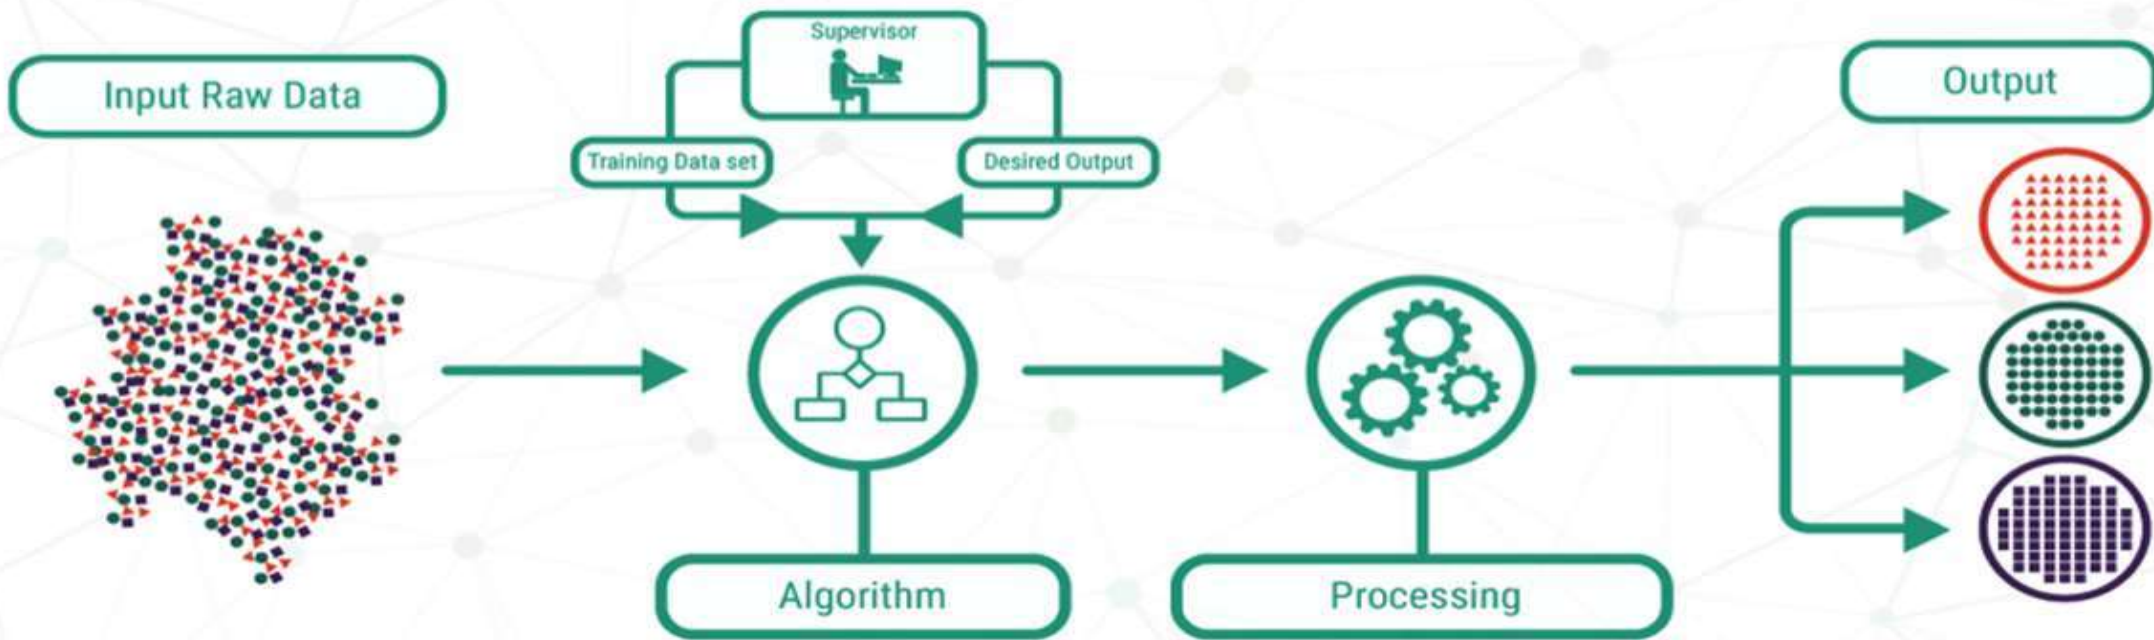 Input Raw Data
Supervisor
Training Data set
Desired Output
Output
Algorithm
Processing